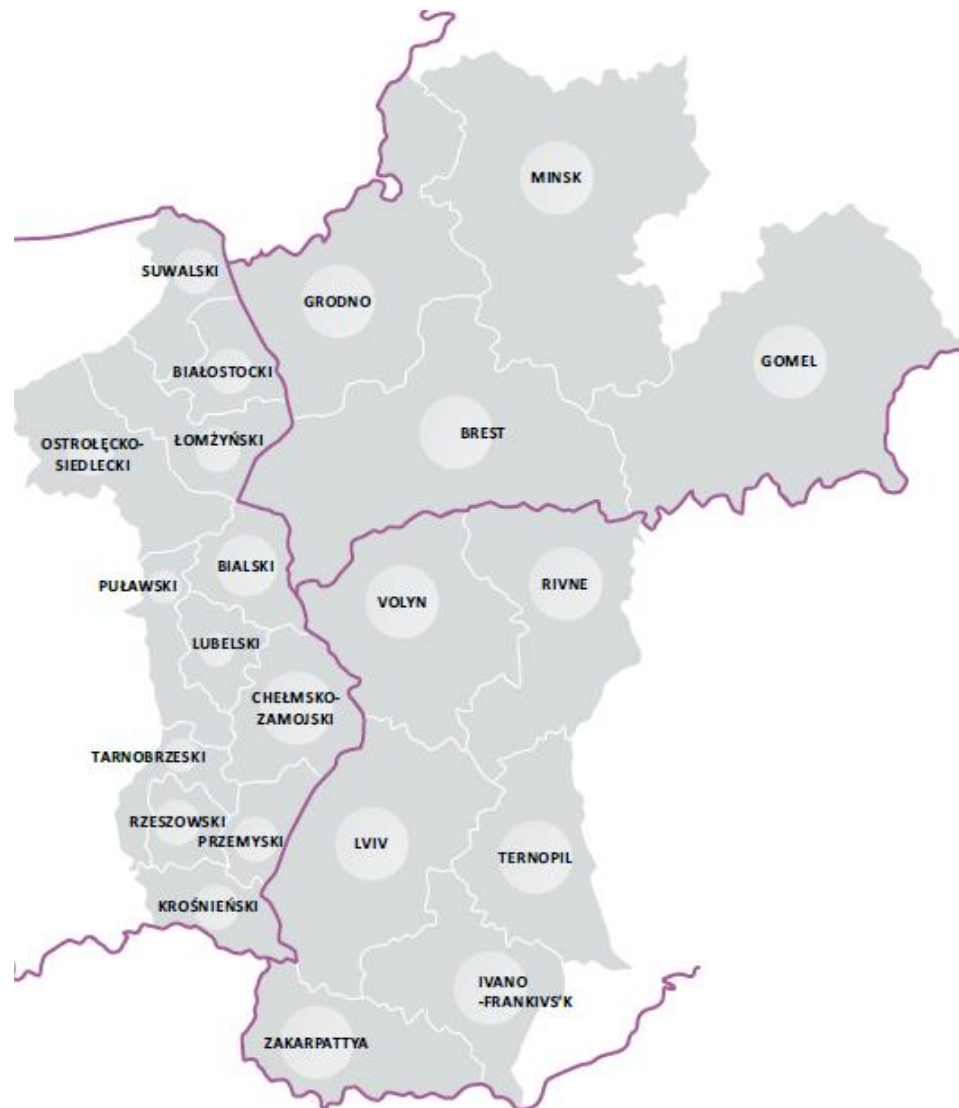 MINSK
SUWALSKI
GRODNO
BIAŁOSTOCKI
GOMEL
ŁOMŻYŃSKI
BREST
OSTROŁĘCKO-
SIEDLECKI
BIALSKI
PUŁAWSKI
VOLYN
RIVNE
LUBELSKI
CHEŁMSKO-
ZAMOJSKI
TARNOBRZESKI
RZESZOWSKI
PRZEMYSKI
LVIV
TERNOPIL
KROŚNIEŃSKI
IVANO
-FRANKIVS'K
ZAKARPATTYA